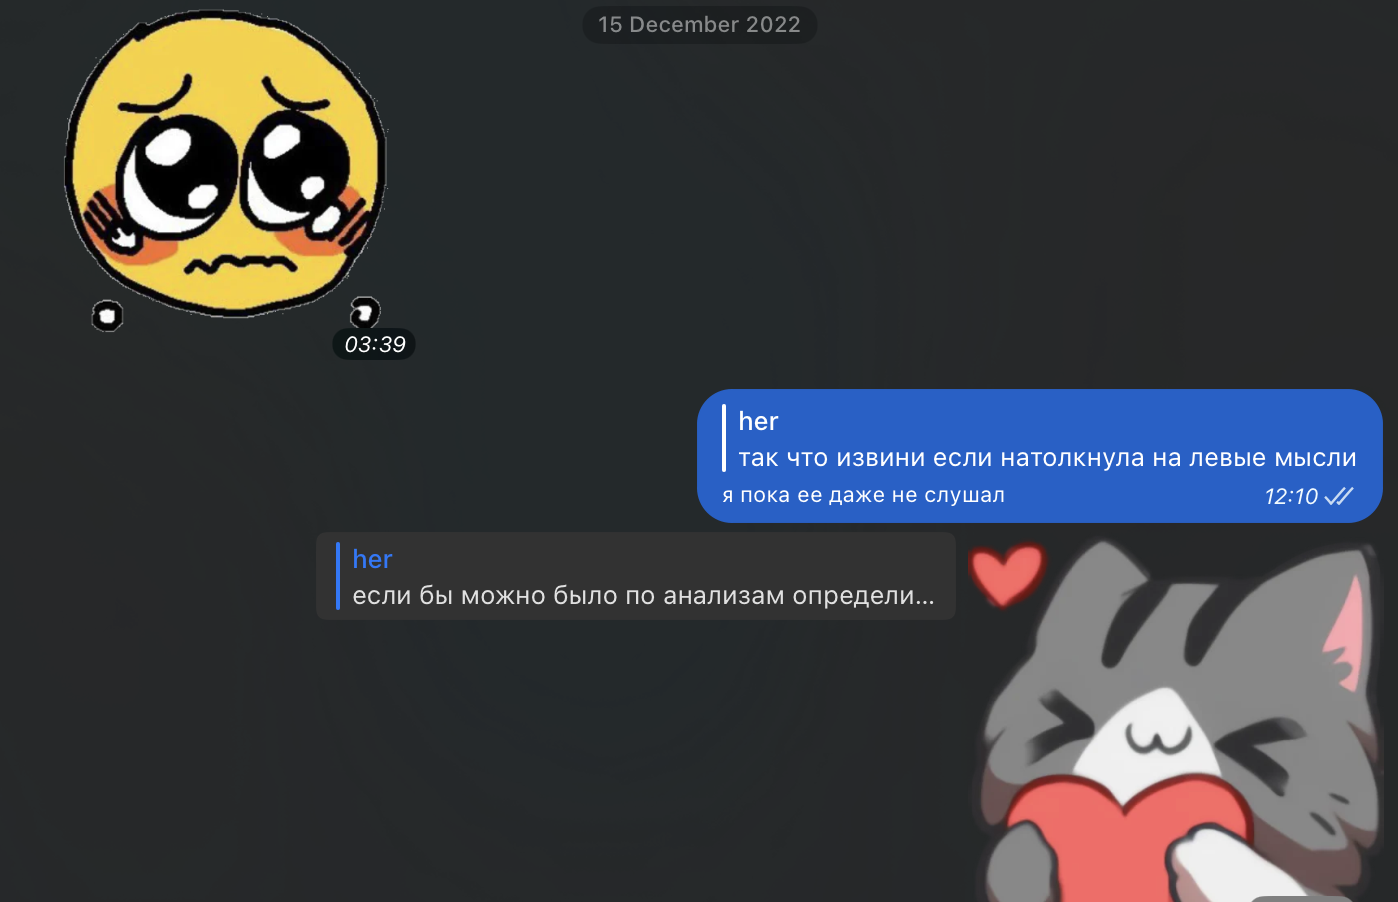 15 December 2022
03:39
her
так что извини если натолкнула на левые мысли
я пока ее даже не слушал 12:10
her
если бы можно было по анализам определи...